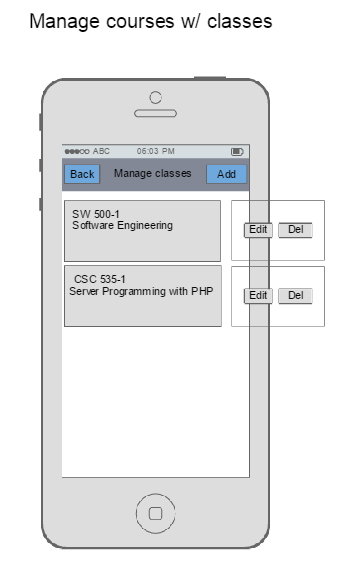 Manage courses w/ classes
ABC 06:03 PM
Back Manage classes Add
SW 500-1
Software Engineering
Edit Del
CSC 535-1
Server Programming with PHP
Edit Del